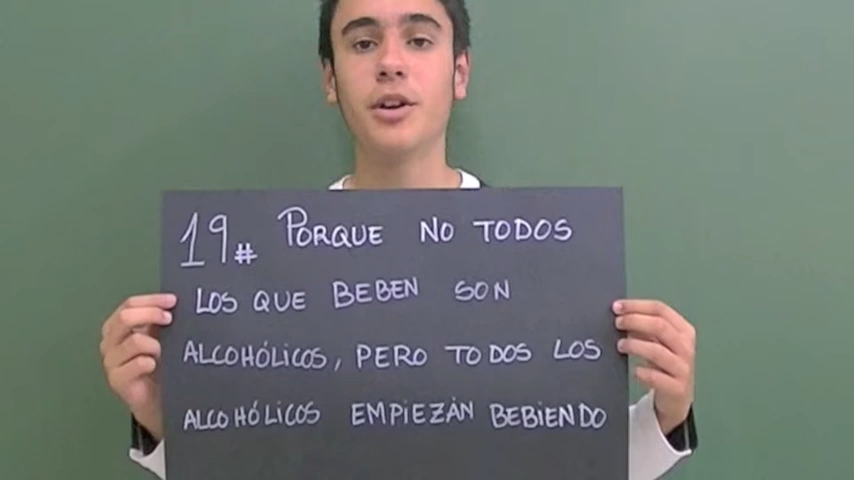 19# PORQUE NO TODOS
LOS QUE BEBEN SON
ALCOHÓLICOS, PERO TODOS LOS
ALCOHÓLICOS EMPIEZÁN BEBIENDO